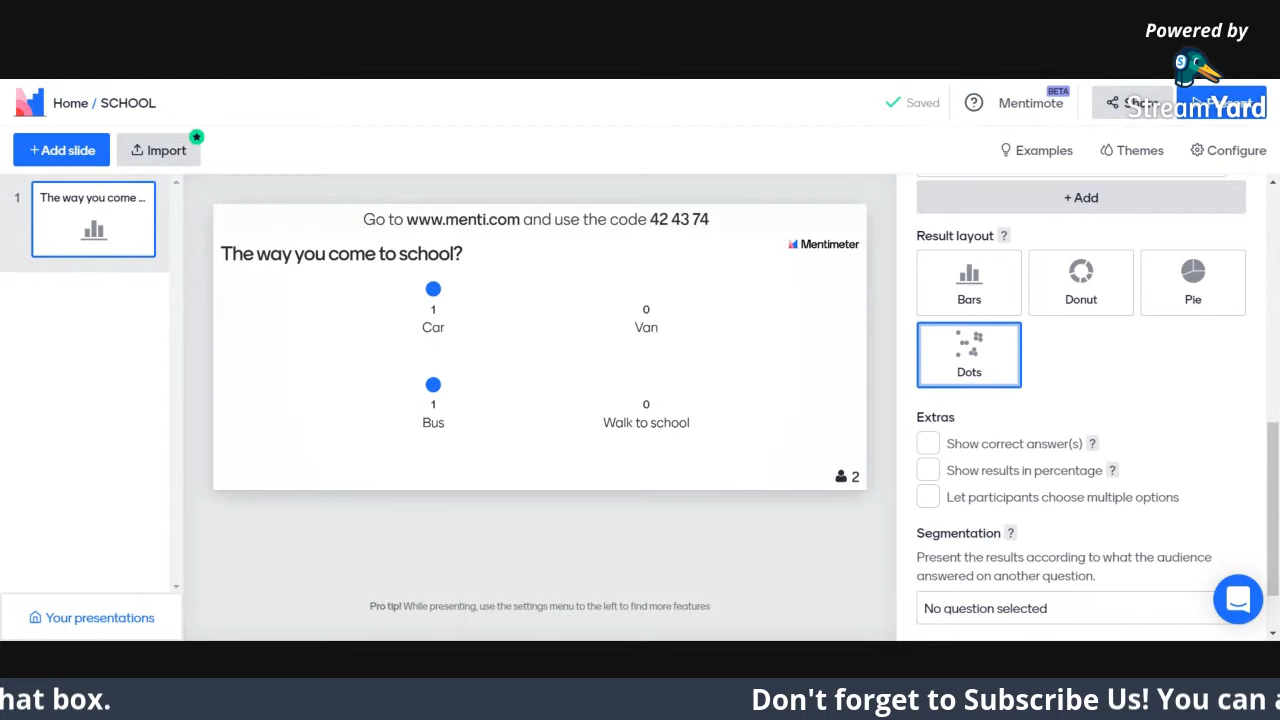 Powered by
StreamYard
Home / SCHOOL
Saved
Mentimote
BETA
+ Add slide
Import
Examples
Themes
Configure
1
The way you come ...
Go to www.menti.com and use the code 42 43 74
Mentimeter
The way you come to school?
1
Car
0
Van
1
Bus
0
Walk to school
2
Pro tip! While presenting, use the settings menu to the left to find more features
Your presentations
+ Add
Result layout ?
Bars
Donut
Pie
Dots
Extras
Show correct answer(s) ?
Show results in percentage ?
Let participants choose multiple options
Segmentation ?
Present the results according to what the audience
answered on another question.
No question selected
hat box.
Don't forget to Subscribe Us! You can a